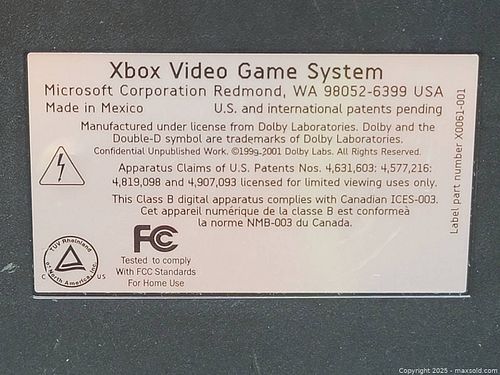 Xbox Video Game System
Microsoft Corporation Redmond, WA 98052-6399 USA
Made in Mexico U.S. and international patents pending
Manufactured under license from Dolby Laboratories. Dolby and the
Double-D symbol are trademarks of Dolby Laboratories.
Confidential Unpublished Work. ©1999-2001 Dolby Labs. All Rights Reserved.
Apparatus Claims of U.S. Patents Nos. 4,631,603; 4,577,216:
4,819,098 and 4,907,093 licensed for limited viewing uses only.
This Class B digital apparatus complies with Canadian ICES-003.
Cet appareil numérique de la classe B est conformeà
la norme NMB-003 du Canada.
Label part number X0061-001
TUV Rheinland
of North America, Inc.
C US
FC
Tested to comply
With FCC Standards
For Home Use
Copyright 2025 - maxsold.com